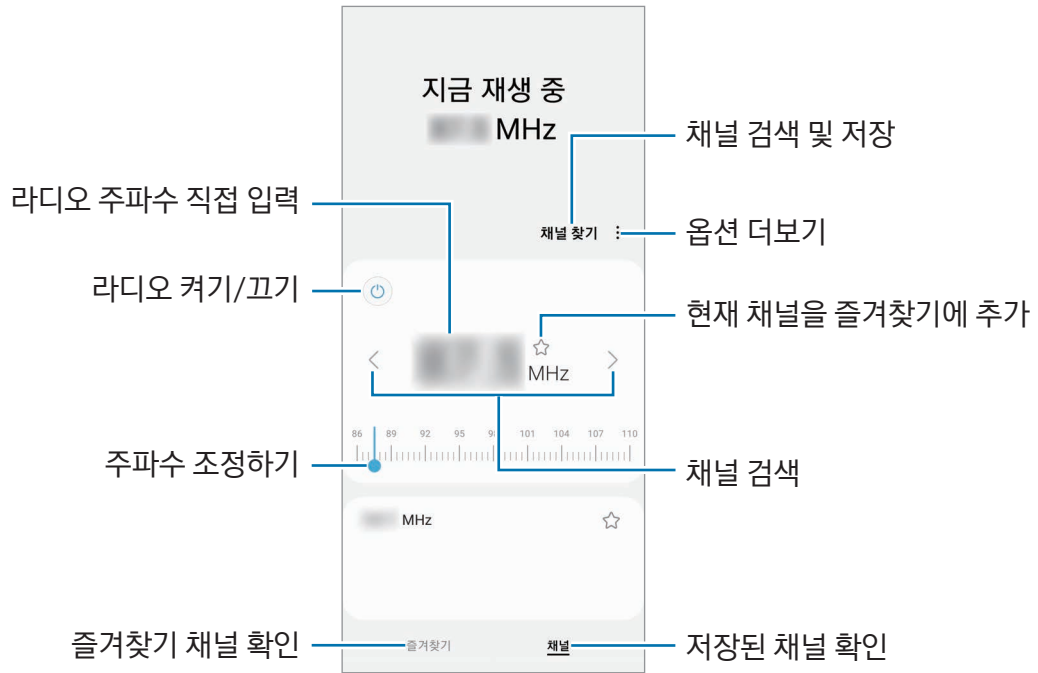 지금 재생 중
MHz
채널 검색 및 저장
라디오 주파수 직접 입력
채널 찾기
옵션 더보기
라디오 켜기/끄기
현재 채널을 즐겨찾기에 추가
MHz
86 89 92 95 101 104 107 110
주파수 조정하기
채널 검색
MHz
즐겨찾기 채널 확인
즐겨찾기
채널
저장된 채널 확인